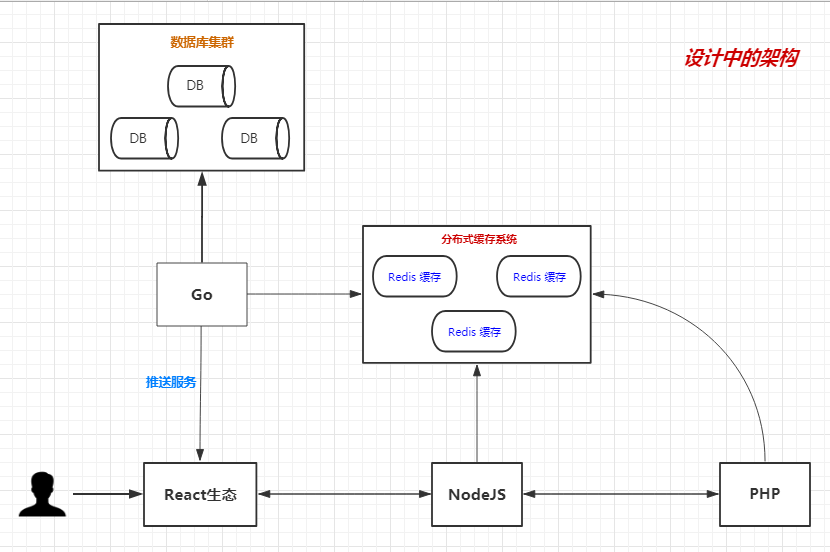 数据库集群
设计中的架构
DB
DB
DB
分布式缓存系统
Redis 缓存
Redis 缓存
Go
Redis 缓存
推送服务
React生态
NodeJS
PHP